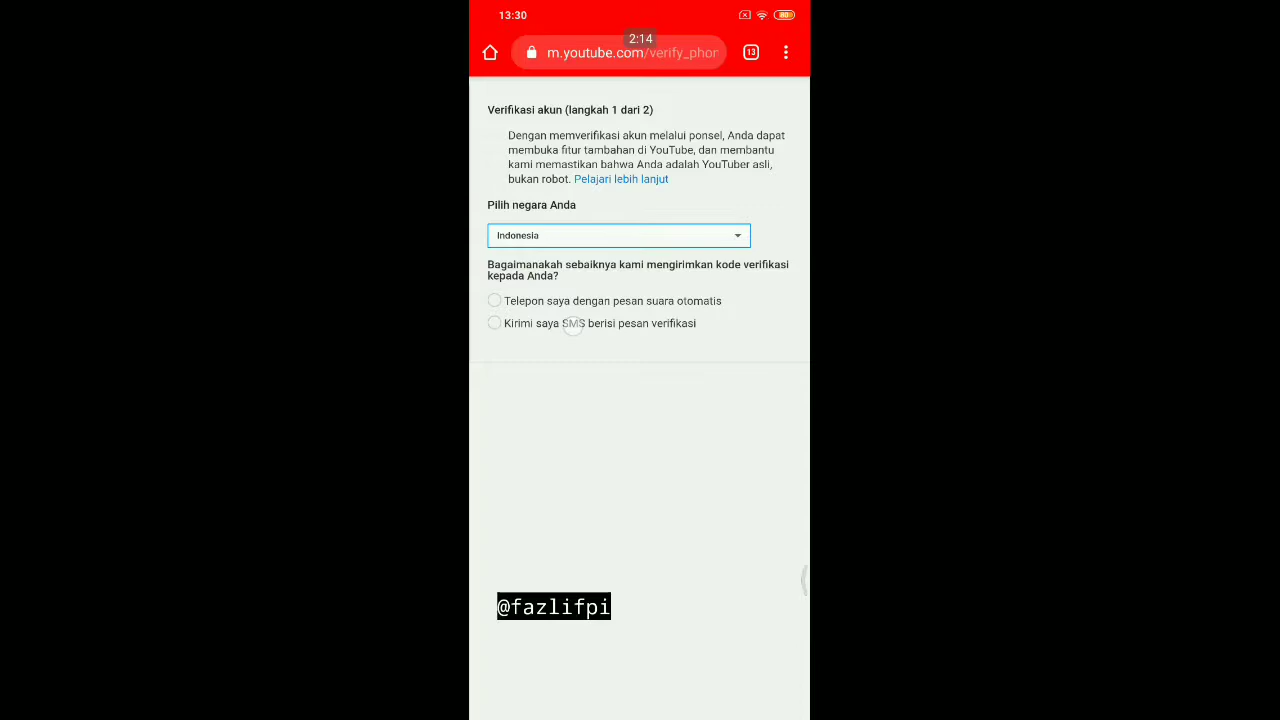 13:30
80
2:14
m.youtube.com/verify_phon
13
Verifikasi akun (langkah 1 dari 2)
Dengan memverifikasi akun melalui ponsel, Anda dapat
membuka fitur tambahan di YouTube, dan membantu
kami memastikan bahwa Anda adalah YouTuber asli,
bukan robot. Pelajari lebih lanjut
Pilih negara Anda
Indonesia
Bagaimanakah sebaiknya kami mengirimkan kode verifikasi
kepada Anda?
Telepon saya dengan pesan suara otomatis
Kirimi saya SMS berisi pesan verifikasi
@fazlifpi